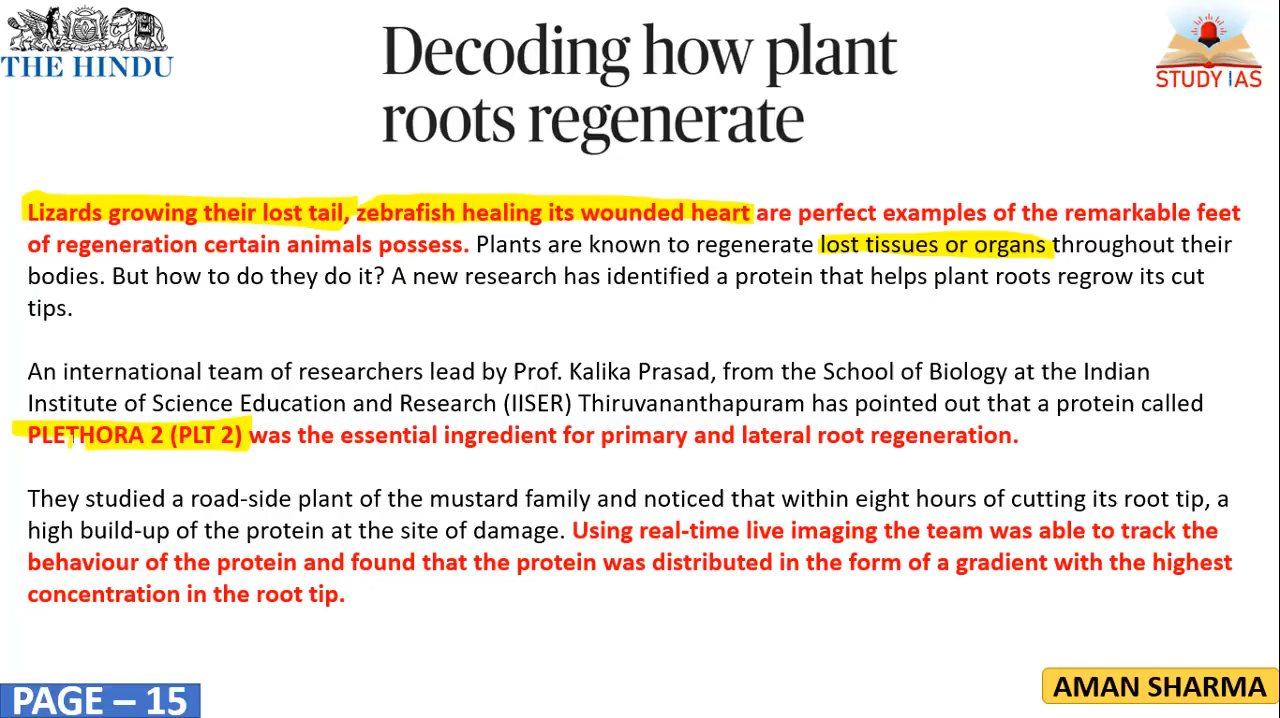 THE HINDU
Decoding how plant
roots regenerate
STUDY IAS
Lizards growing their lost tail, zebrafish healing its wounded heart are perfect examples of the remarkable feet
of regeneration certain animals possess. Plants are known to regenerate lost tissues or organs throughout their
bodies. But how to do they do it? A new research has identified a protein that helps plant roots regrow its cut
tips.
An international team of researchers lead by Prof. Kalika Prasad, from the School of Biology at the Indian
Institute of Science Education and Research (IISER) Thiruvananthapuram has pointed out that a protein called
PLETHORA 2 (PLT 2) was the essential ingredient for primary and lateral root regeneration.
They studied a road-side plant of the mustard family and noticed that within eight hours of cutting its root tip, a
high build-up of the protein at the site of damage. Using real-time live imaging the team was able to track the
behaviour of the protein and found that the protein was distributed in the form of a gradient with the highest
concentration in the root tip.
PAGE – 15
AMAN SHARMA